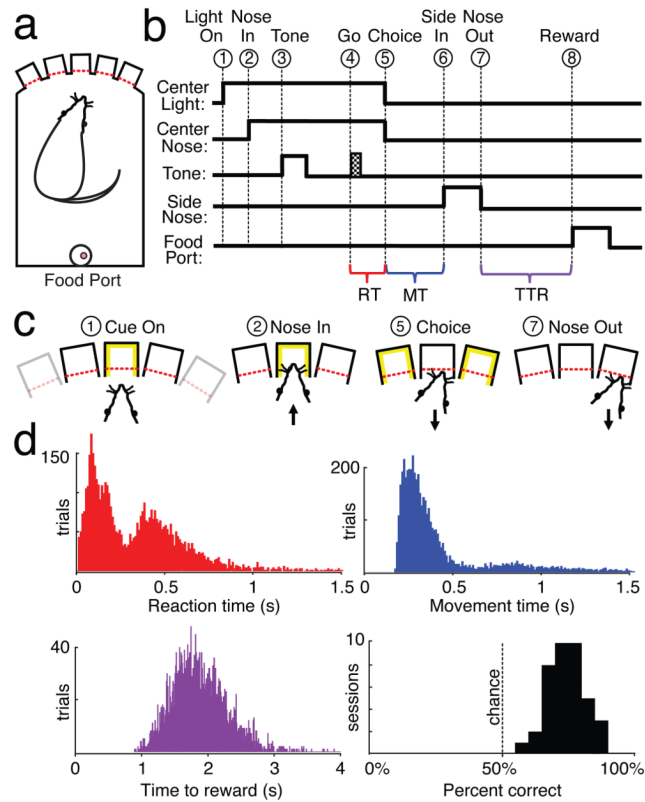 a
Food Port
b
Light On
Nose In
Tone
Go
Choice
Side In
Nose Out
Reward
1 2 3 4 5 6 7 8
Center Light:
Center Nose:
Tone:
Side Nose:
Food Port:
RT
MT
TTR
c
1 Cue On
2 Nose In
5 Choice
7 Nose Out
d
150
trials
0 0.5 1 1.5
Reaction time (s)
200
trials
0 0.5 1 1.5
Movement time (s)
40
trials
0 1 2 3 4
Time to reward (s)
10
sessions
chance
0% 50% 100%
Percent correct